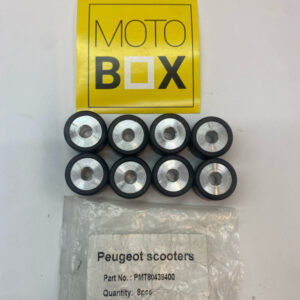 MOTO
BOX
Peugeot scooters
Part No.: PMT80439400
Quantity: 8pcs